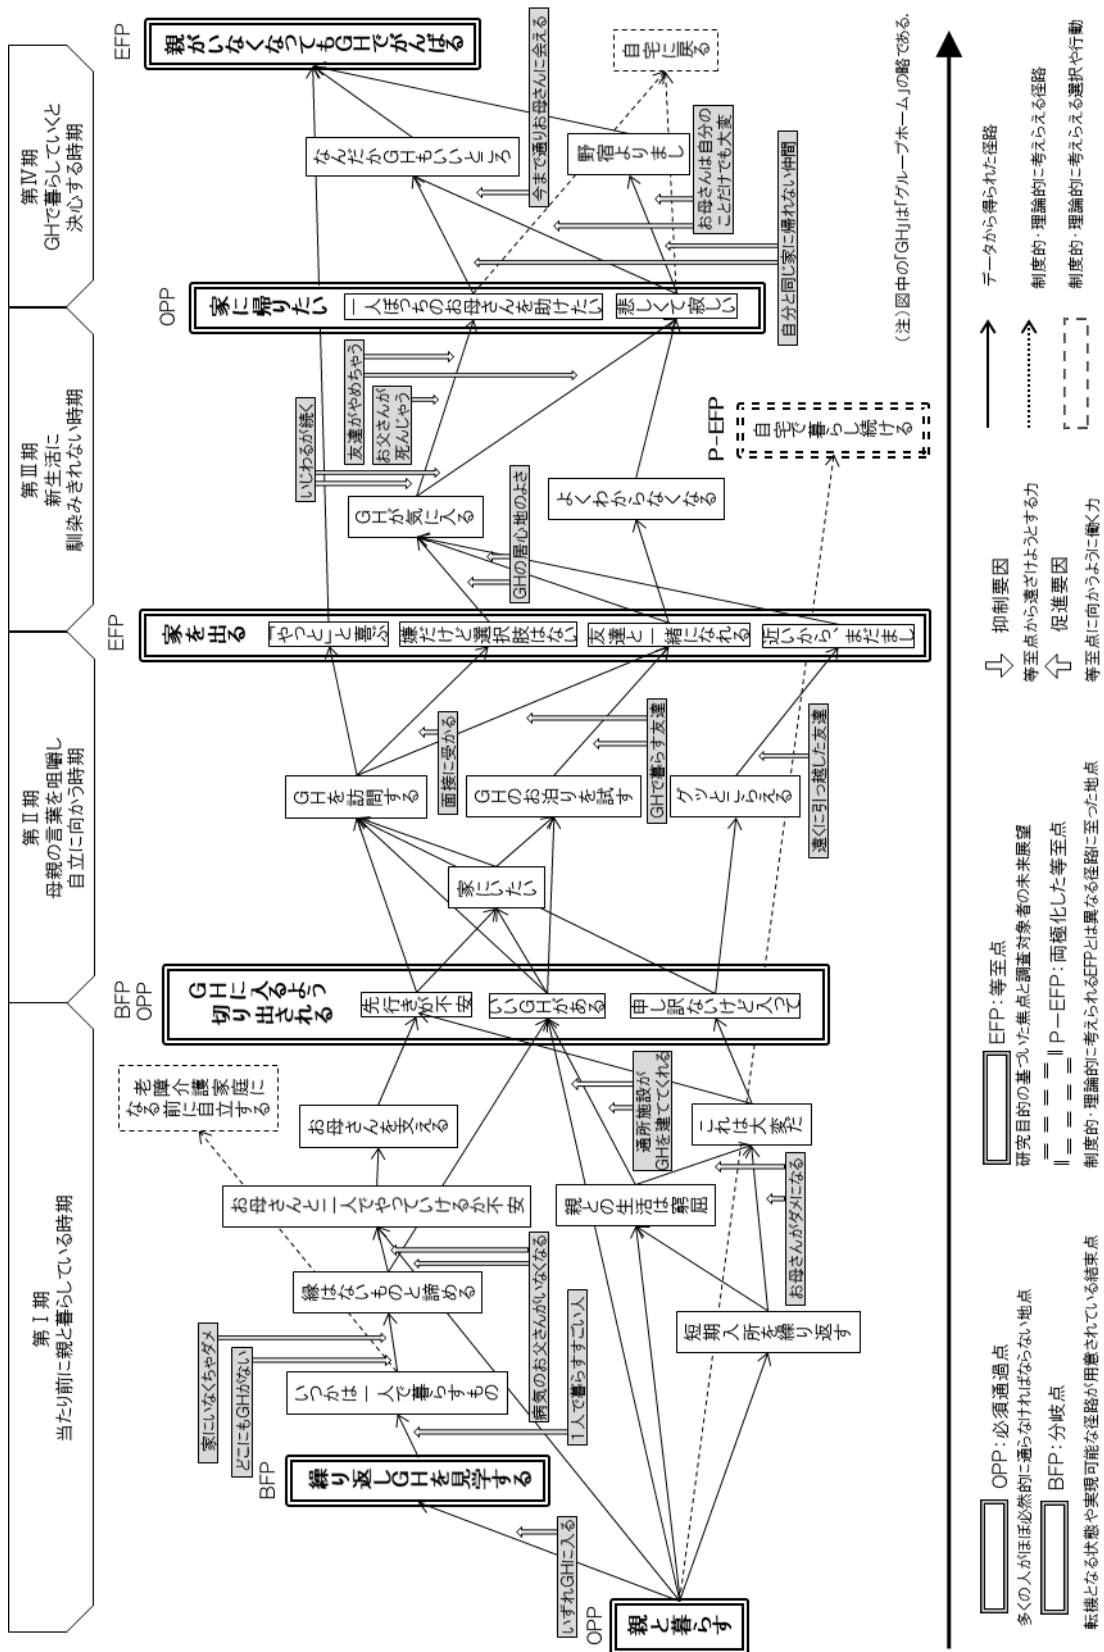 第Ⅰ期
当たり前に親と暮らしている時期
第Ⅱ期
母親の言葉を咀嚼し
自立に向かう時期
第Ⅲ期
新生活に
馴染みきれない時期
第Ⅳ期
GHで暮らしていくと
決心する時期
OPP
親と暮らす
いずれGHに入る
BFP
繰り返しGHを見学する
1人で暮らすすごい人
家にいなくちゃダメ
どこにもGHがない
いつかは一人で暮らすもの
縁はないものと諦める
病気のお父さんがいなくなる
お母さんと一人でやっていけるか不安
お母さんを支える
老障介護家庭に
なる前に自立する
短期入所を繰り返す
親との生活は窮屈
お母さんがダメになる
これは大変だ
通所施設が
GHを建ててくれる
BFP
OPP
GHに入るよう
切り出される
先行きが不安
いいGHがある
申し訳ないけど入って
家にいたい
GHを訪問する
GHのお泊りを試す
グッとこらえる
面接に受かる
GHで暮らす友達
遠くに引っ越した友達
EFP
家を出る
「やっと」と喜ぶ
嫌だけど選択肢はない
友達と一緒になれる
近いから、まだまし
GHの居心地のよさ
GHが気に入る
よくわからなくなる
いじわるが続く
友達がやめちゃう
お父さんが
死んじゃう
P-EFP
自宅で暮らし続ける
OPP
家に帰りたい
一人ぼっちのお母さんを助けたい
悲しくて寂しい
自分と同じ家に帰れない仲間
お母さんは自分の
ことだけでも大変
今まで通りお母さんに会える
なんだかGHもいいところ
野宿よりまし
自宅に戻る
EFP
親がいなくなってもGHでがんばる
(注)図中の「GH」は「グループホーム」の略である.
OPP:必須通過点
多くの人がほぼ必然的に通らなければならない地点
BFP:分岐点
転機となる状態や実現可能な径路が用意されている結束点
EFP:等至点
研究目的の基づいた焦点と調査対象者の未来展望
P-EFP:両極化した等至点
制度的・理論的に考えられるEFPとは異なる径路に至った地点
抑制要因
等至点から遠ざけようとする力
促進要因
等至点に向かうように働く力
データから得られた径路
制度的・理論的に考えらえる径路
制度的・理論的に考えらえる選択や行動